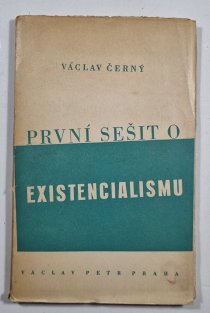 VÁCLAV ČERNÝ
PRVNÍ SEŠIT O
EXISTENCIALISMU
VÁCLAV PETR PRAHA